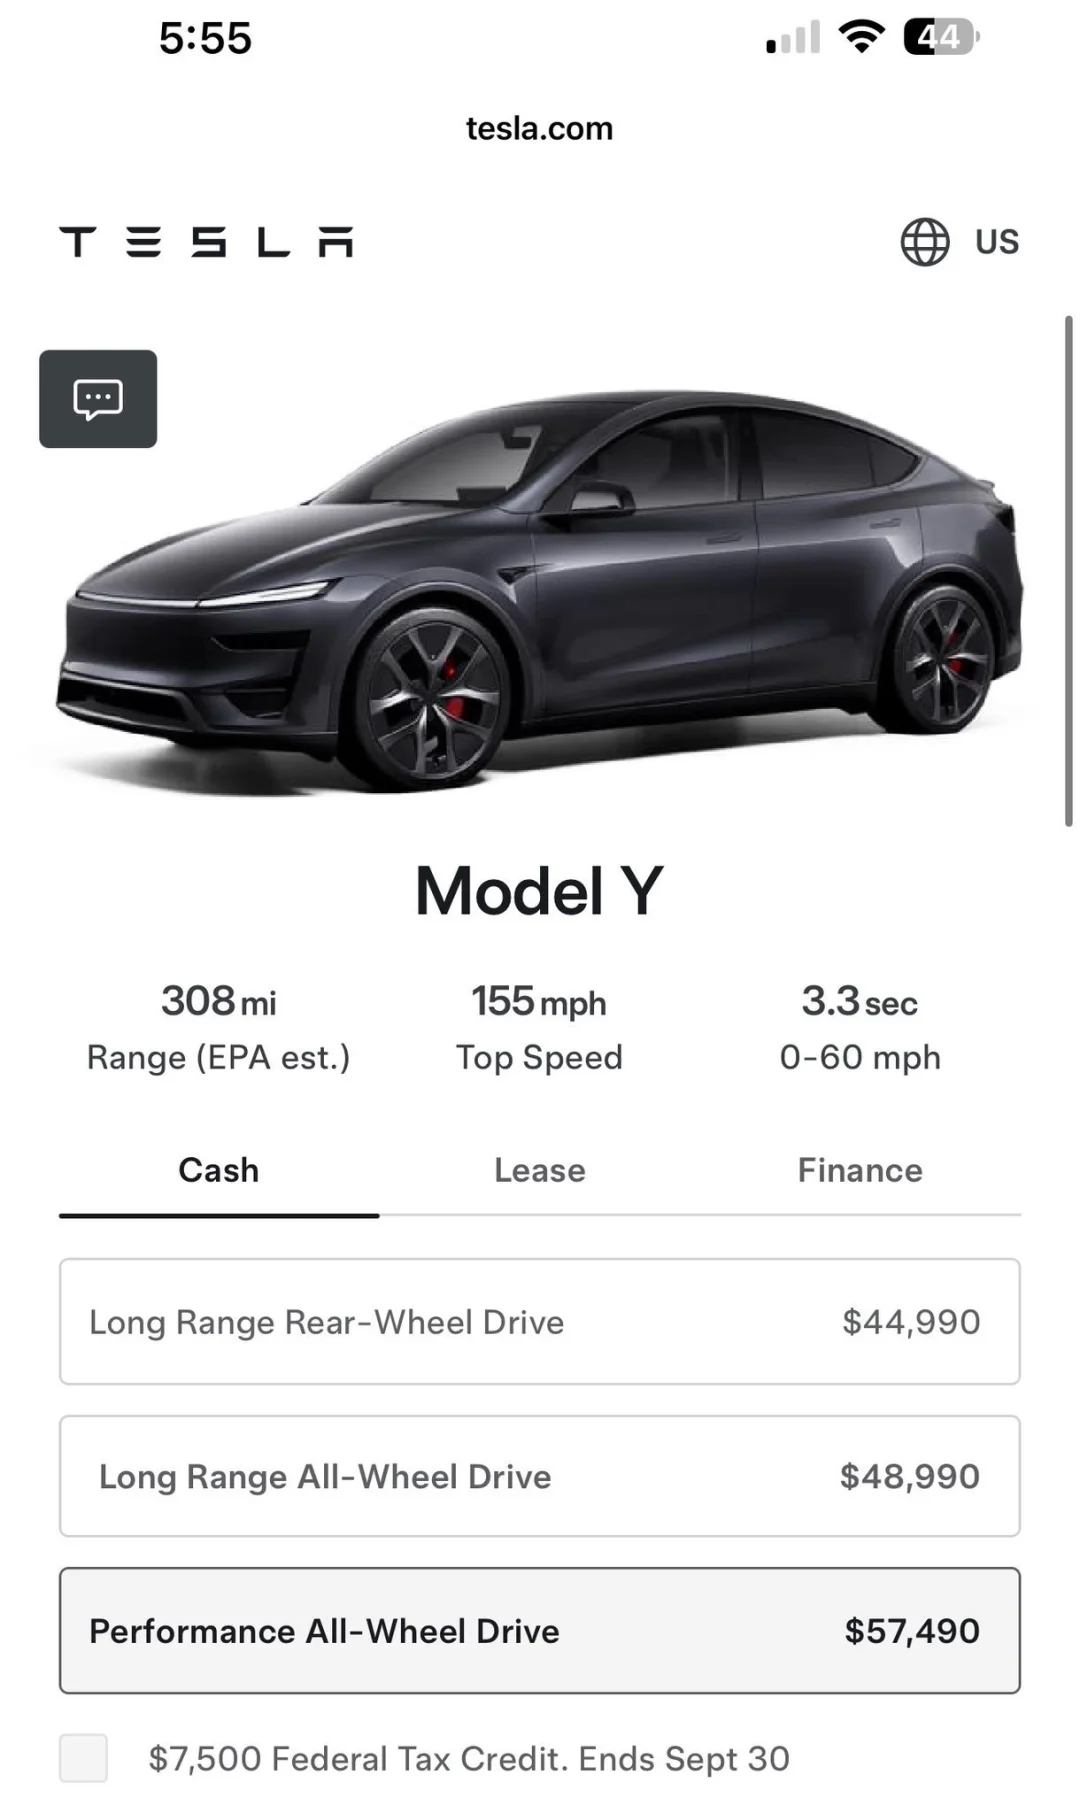 5:55
44
tesla.com
TESLA
US
Model Y
308 mi 155 mph 3.3 sec
Range (EPA est.) Top Speed 0-60 mph
Cash Lease Finance
Long Range Rear-Wheel Drive $44,990
Long Range All-Wheel Drive $48,990
Performance All-Wheel Drive $57,490
$7,500 Federal Tax Credit. Ends Sept 30